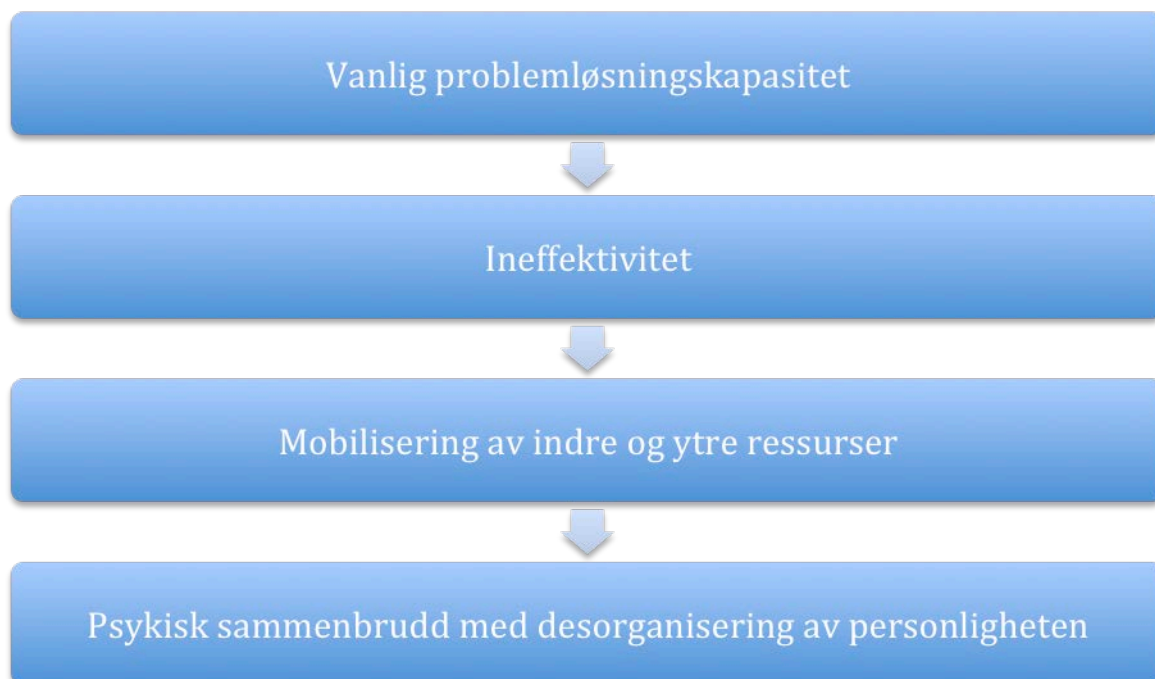 Vanlig problemløsningskapasitet
Ineffektivitet
Mobilisering av indre og ytre ressurser
Psykisk sammenbrudd med desorganisering av personligheten